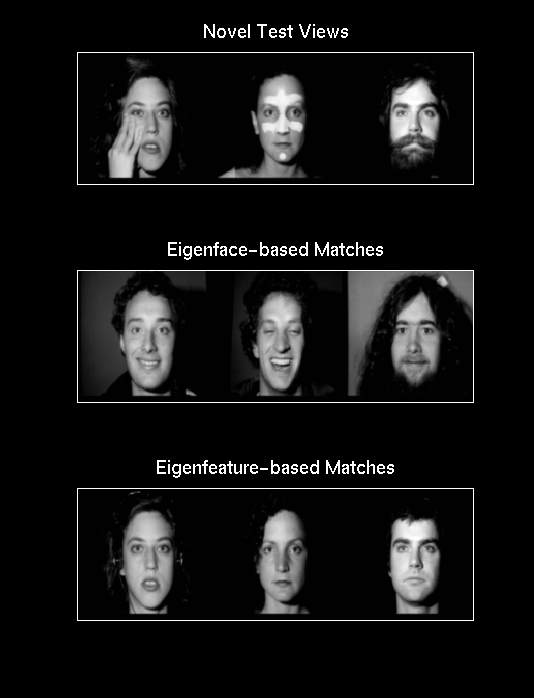 Novel Test Views
Eigenface-based Matches
Eigenfeature-based Matches